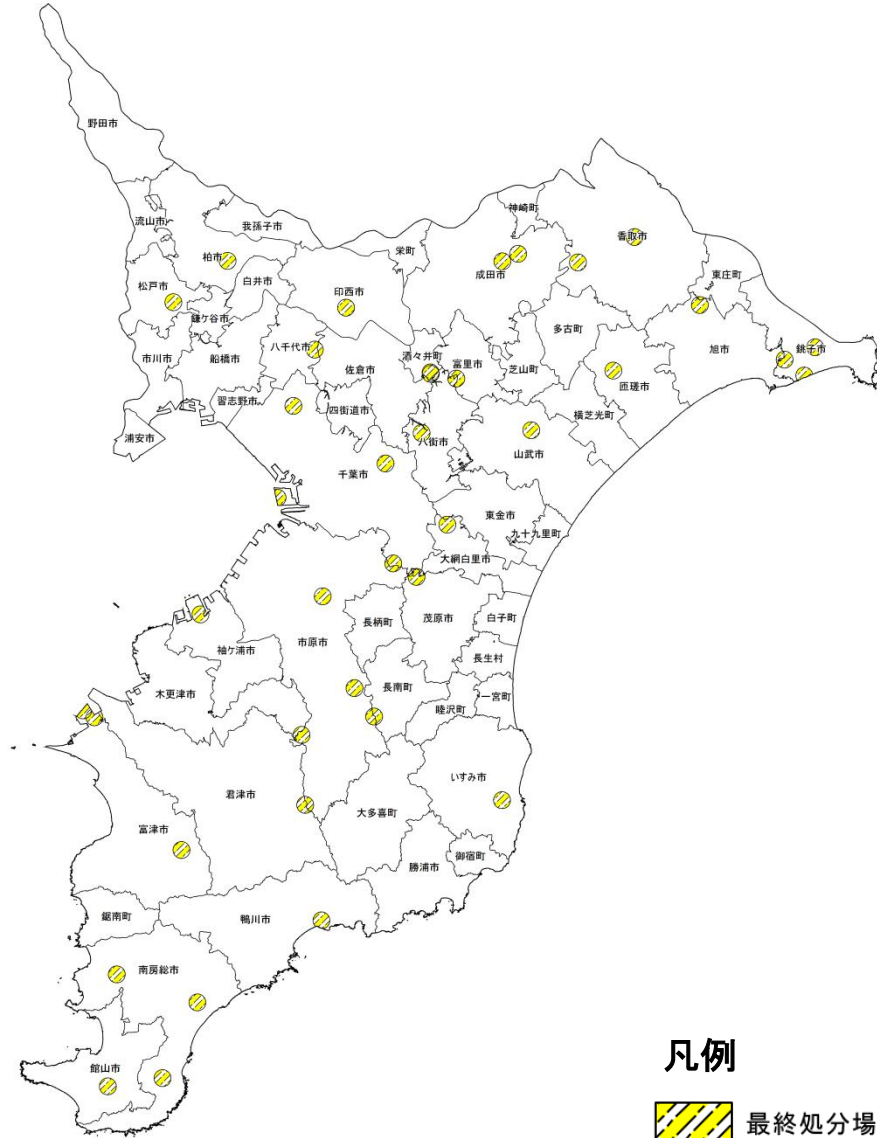 野田市
流山市
我孫子市
柏市
松戸市
白井市
鎌ケ谷市
市川市
船橋市
八千代市
印西市
栄町
神崎町
成田市
香取市
東庄町
多古町
旭市
銚子市
佐倉市
酒々井町
富里市
芝山町
匝瑳市
横芝光町
習志野市
四街道市
八街市
山武市
浦安市
千葉市
東金市
九十九里町
大網白里市
市原市
長柄町
茂原市
白子町
袖ケ浦市
長生村
木更津市
長南町
睦沢町
一宮町
いすみ市
君津市
大多喜町
富津市
勝浦市
御宿町
鋸南町
鴨川市
南房総市
館山市
凡例
最終処分場